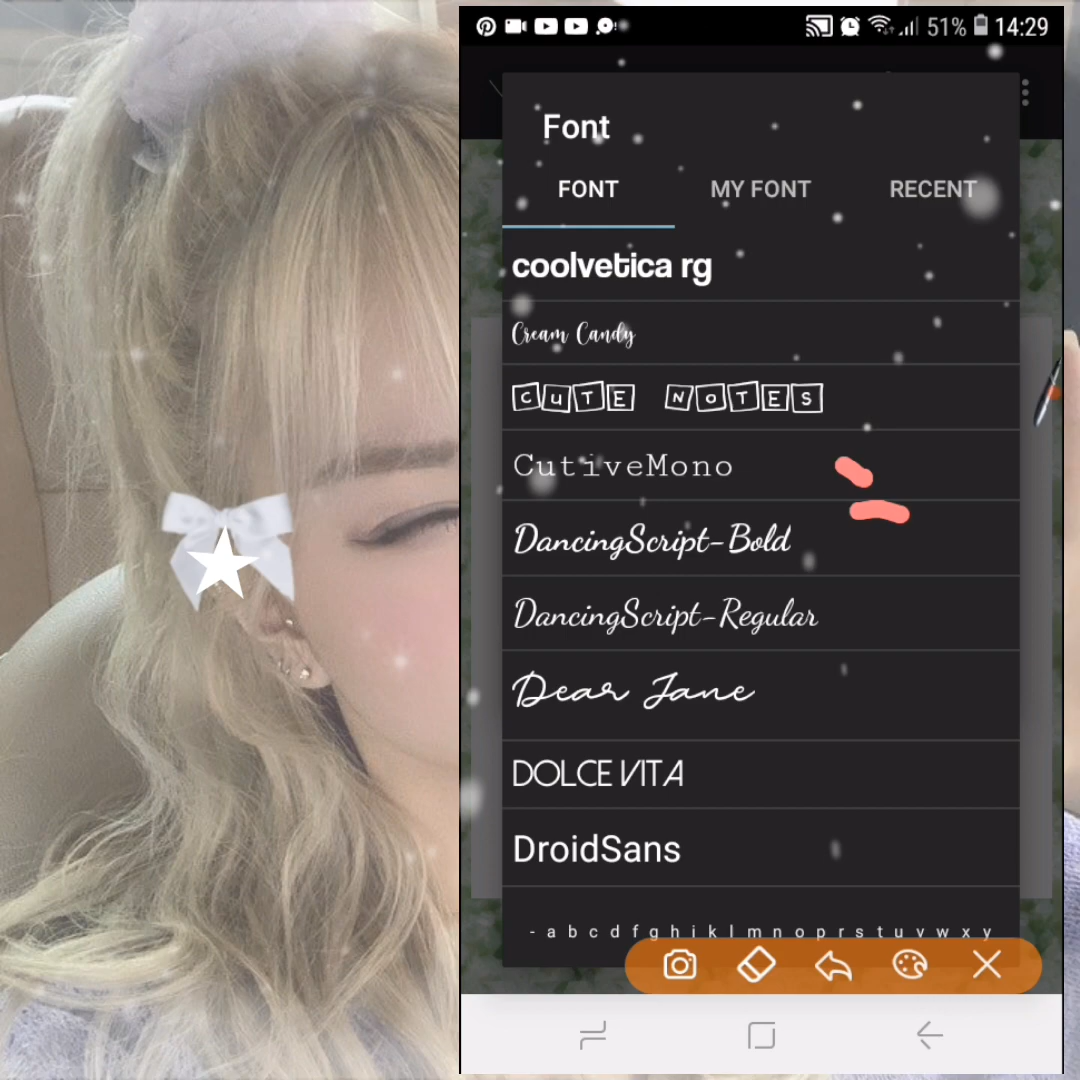 51% 14:29
Font
FONT MY FONT RECENT
coolvetica rg
Cream Candy
CUTE NOTES
CutiveMono
DancingScript-Bold
DancingScript-Regular
Dear Jane
DOLCE VITA
DroidSans
- a b c d f g h i k l m n o p r s t u v w x y